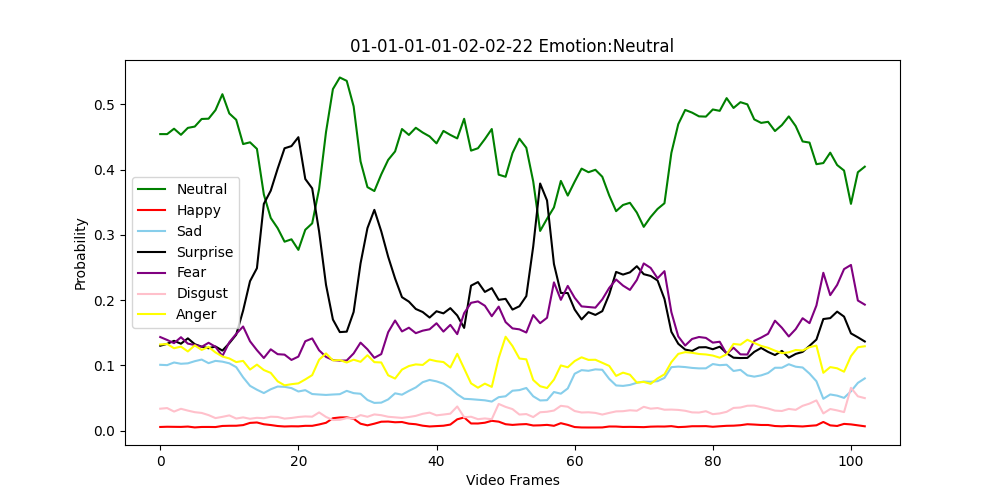 01-01-01-01-02-02-22 Emotion:Neutral
Probability
0.5
0.4
0.3
0.2
0.1
0.0
Neutral
Happy
Sad
Surprise
Fear
Disgust
Anger
0 20 40 60 80 100
Video Frames